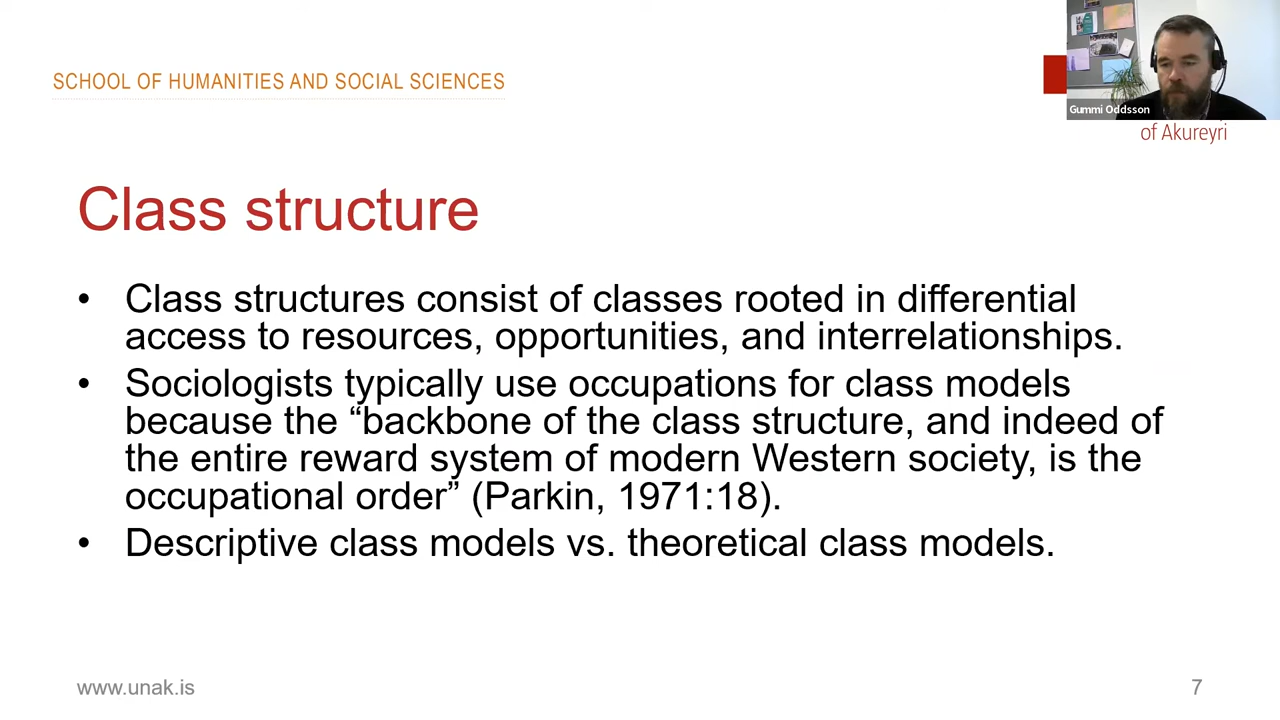 SCHOOL OF HUMANITIES AND SOCIAL SCIENCES
Gummi Oddsson
of Akureyri
Class structure
• Class structures consist of classes rooted in differential
access to resources, opportunities, and interrelationships.
• Sociologists typically use occupations for class models
because the “backbone of the class structure, and indeed of
the entire reward system of modern Western society, is the
occupational order” (Parkin, 1971:18).
• Descriptive class models vs. theoretical class models.
www.unak.is
7